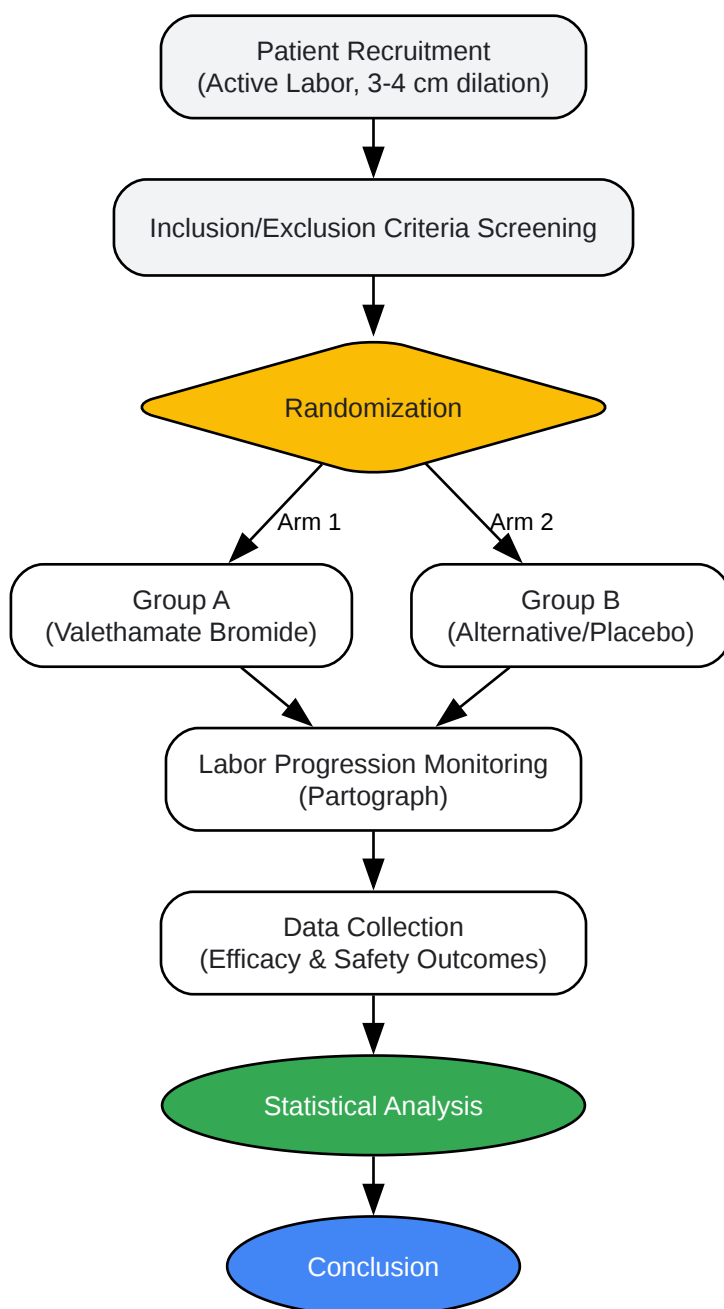 Patient Recruitment
(Active Labor, 3-4 cm dilation)
Inclusion/Exclusion Criteria Screening
Randomization
Arm 1
Arm 2
Group A
(Valethamate Bromide)
Group B
(Alternative/Placebo)
Labor Progression Monitoring
(Partograph)
Data Collection
(Efficacy & Safety Outcomes)
Statistical Analysis
Conclusion